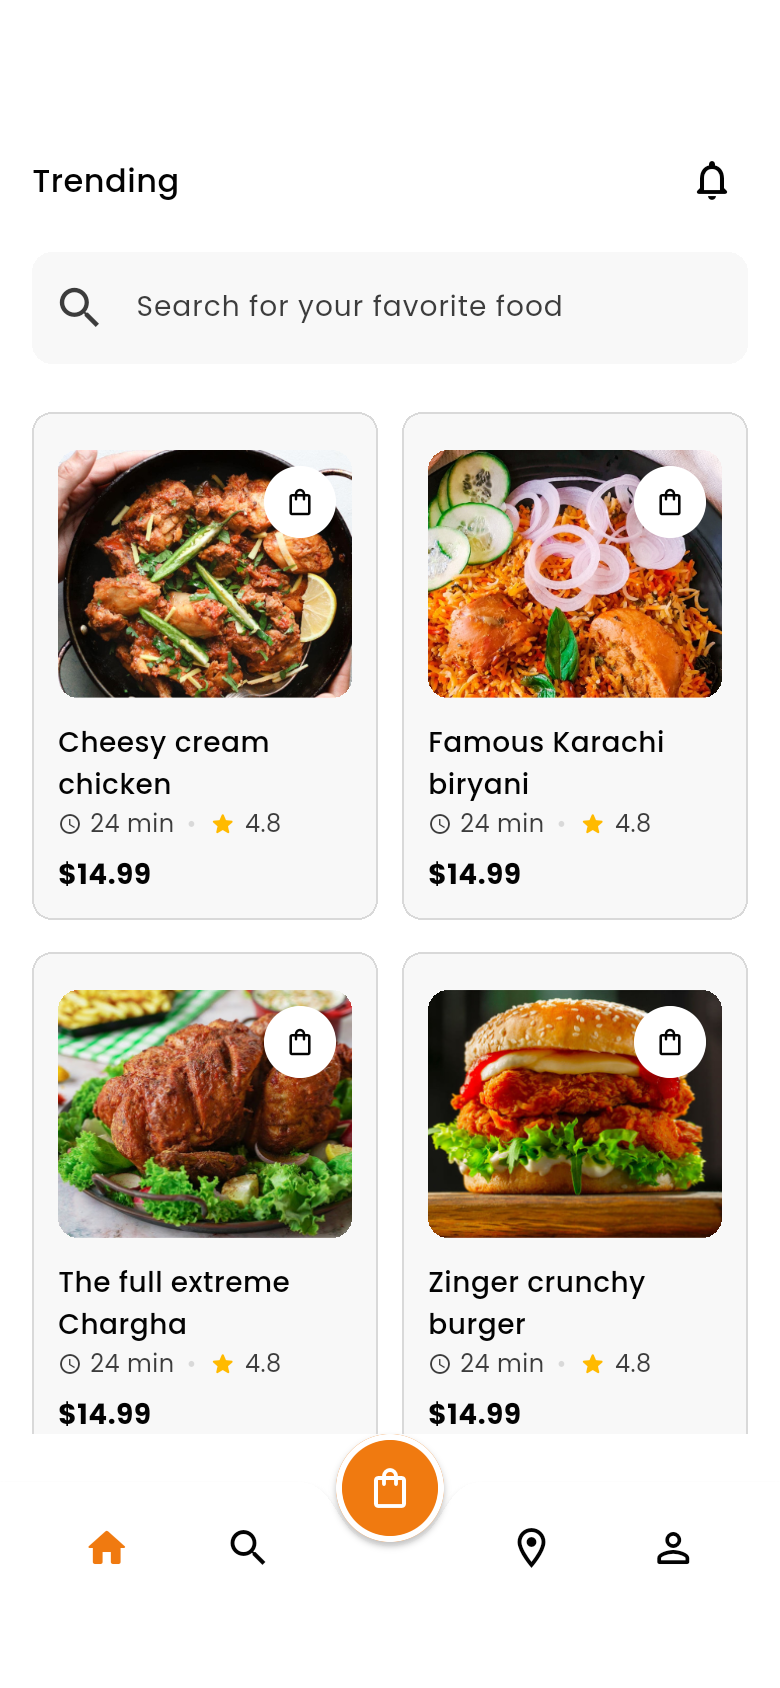 Trending
Search for your favorite food
Cheesy cream
chicken
24 min • 4.8
$14.99
Famous Karachi
biryani
24 min • 4.8
$14.99
The full extreme
Chargha
24 min • 4.8
$14.99
Zinger crunchy
burger
24 min • 4.8
$14.99